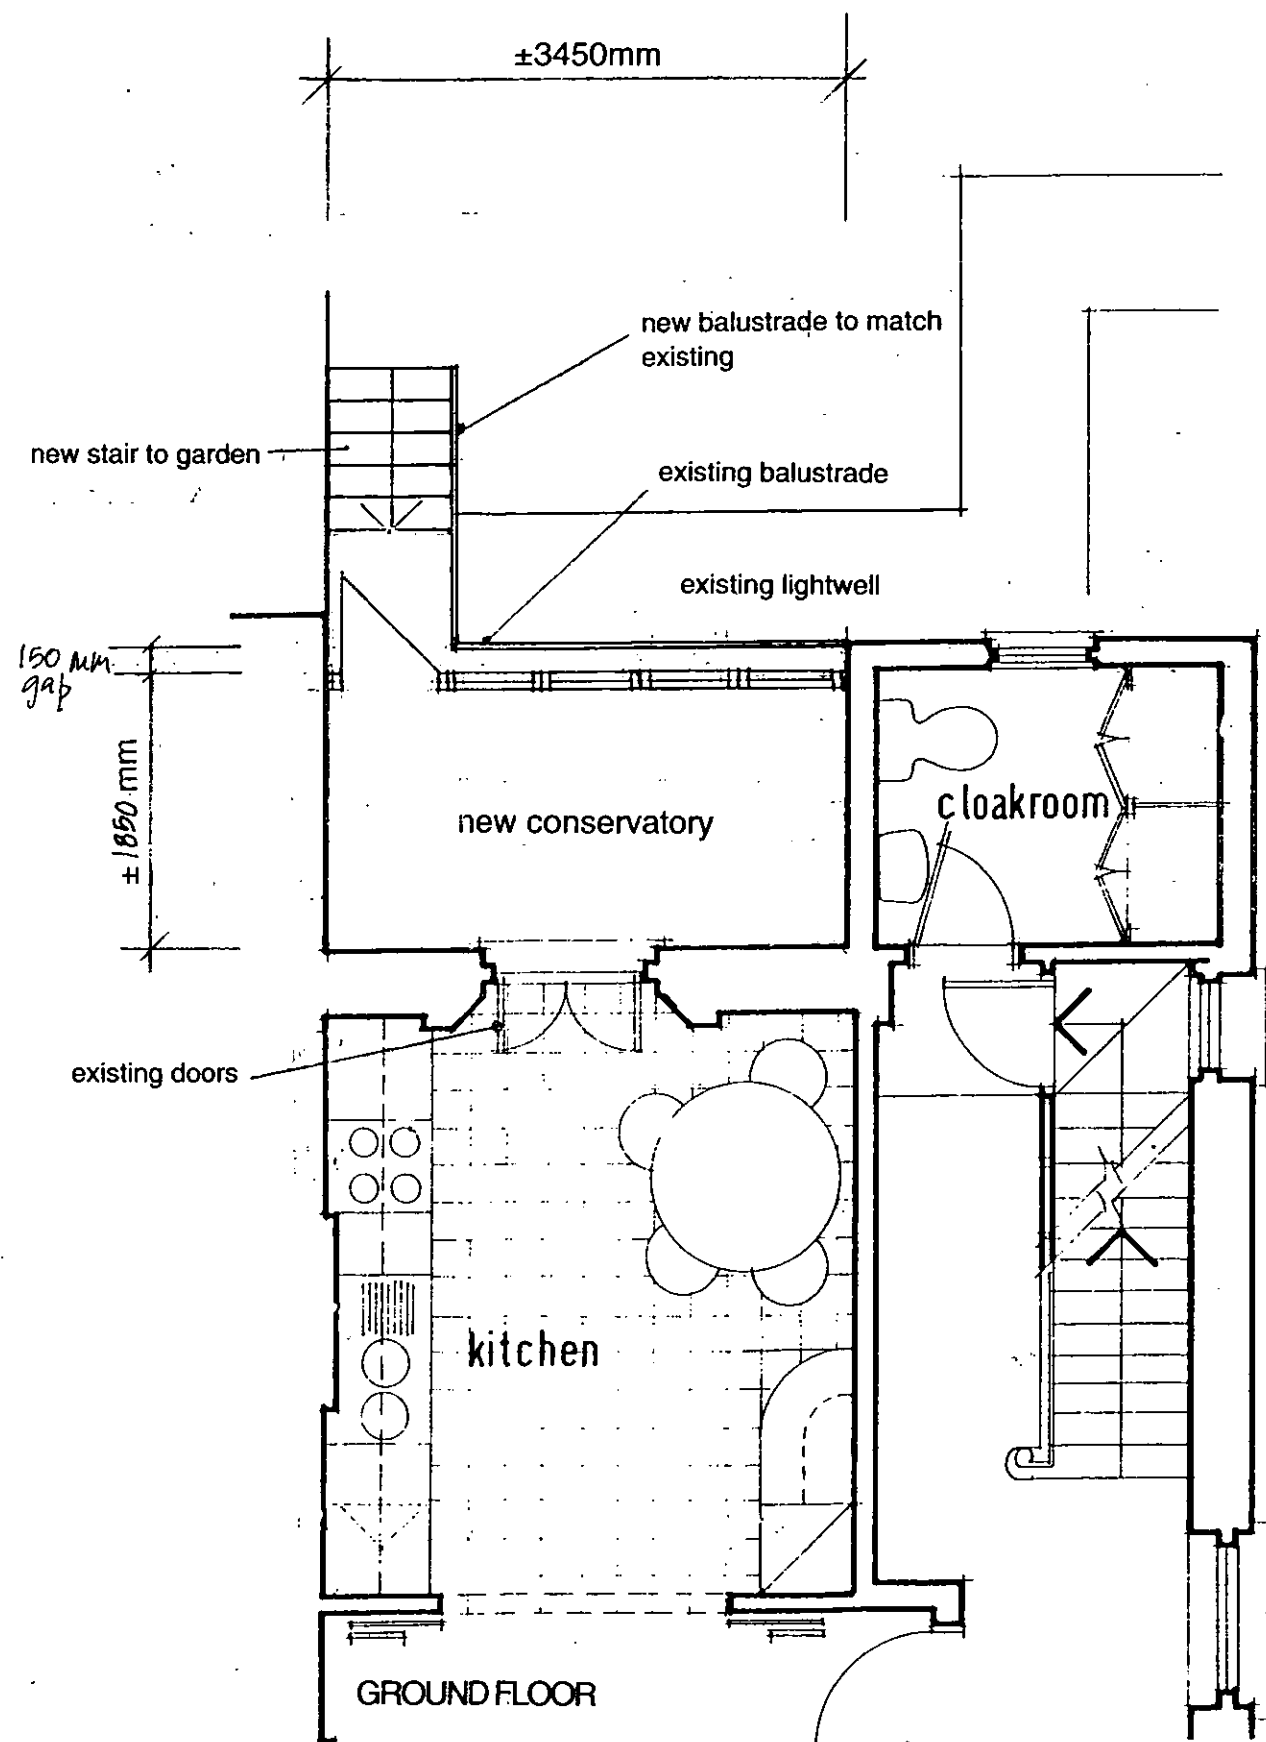 ±3450mm
new balustrade to match
existing
new stair to garden
existing balustrade
existing lightwell
150 mm
gap
±1850 mm
new conservatory
cloakroom
existing doors
kitchen
GROUND FLOOR